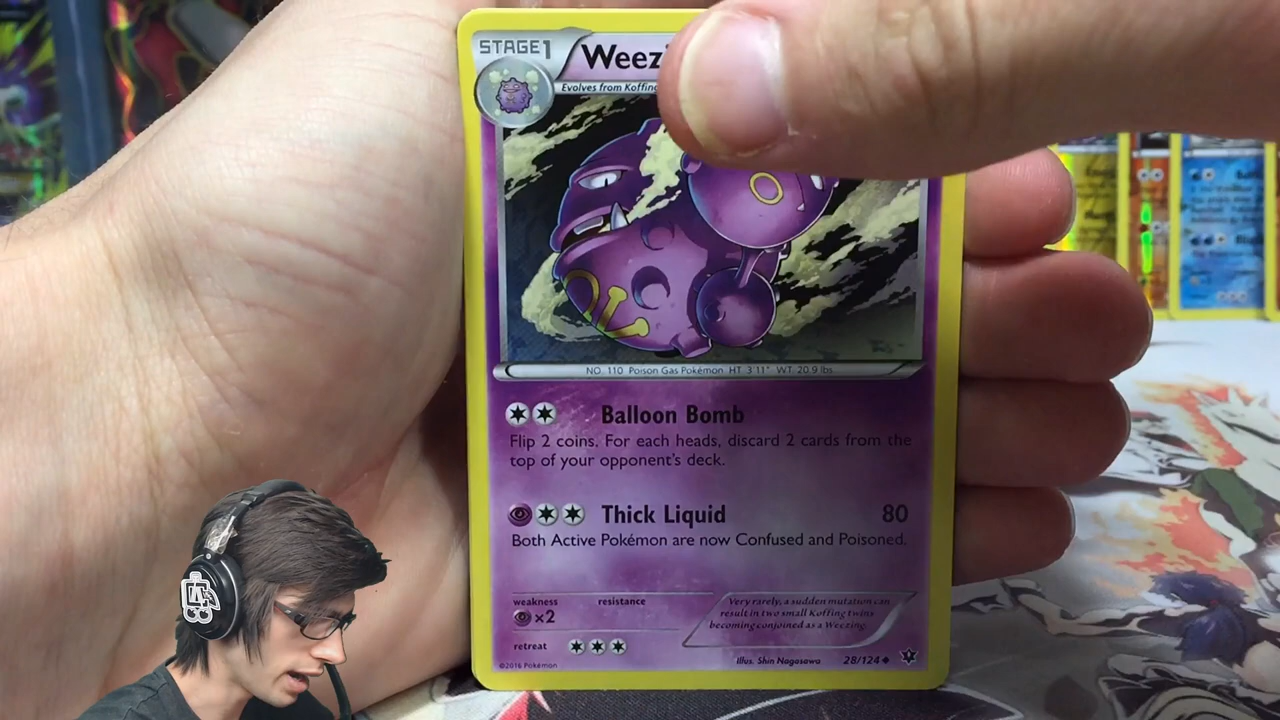 STAGE1
Evolves from Koffing
NO. 110 Poison Gas Pokémon HT. 3'11" WT. 20.9 lbs.
Balloon Bomb
Flip 2 coins. For each heads, discard 2 cards from the
top of your opponent's deck.
Thick Liquid 80
Both Active Pokémon are now Confused and Poisoned.
weakness resistance
×2
Very rarely, a sudden mutation can
result in two small Koffing twins
becoming conjoined as a Weezing.
retreat
©2016 Pokémon Illus. Shin Nagasawa 28/124